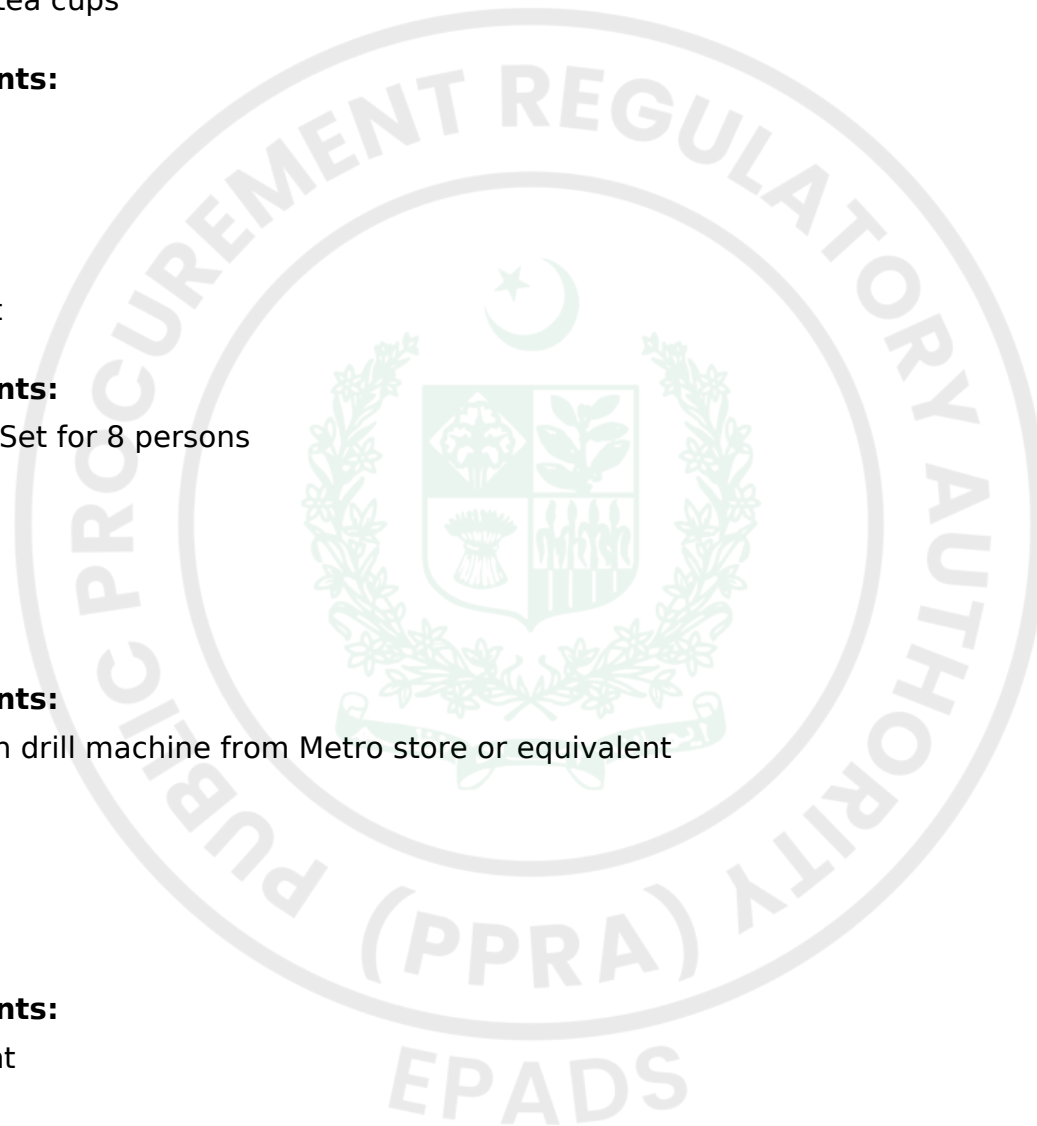 tea cups
nts:
t
nts:
Set for 8 persons
nts:
n drill machine from Metro store or equivalent
nts:
nt
PUBLIC PROCUREMENT REGULATORY AUTHORITY
(PPRA)
EPADS